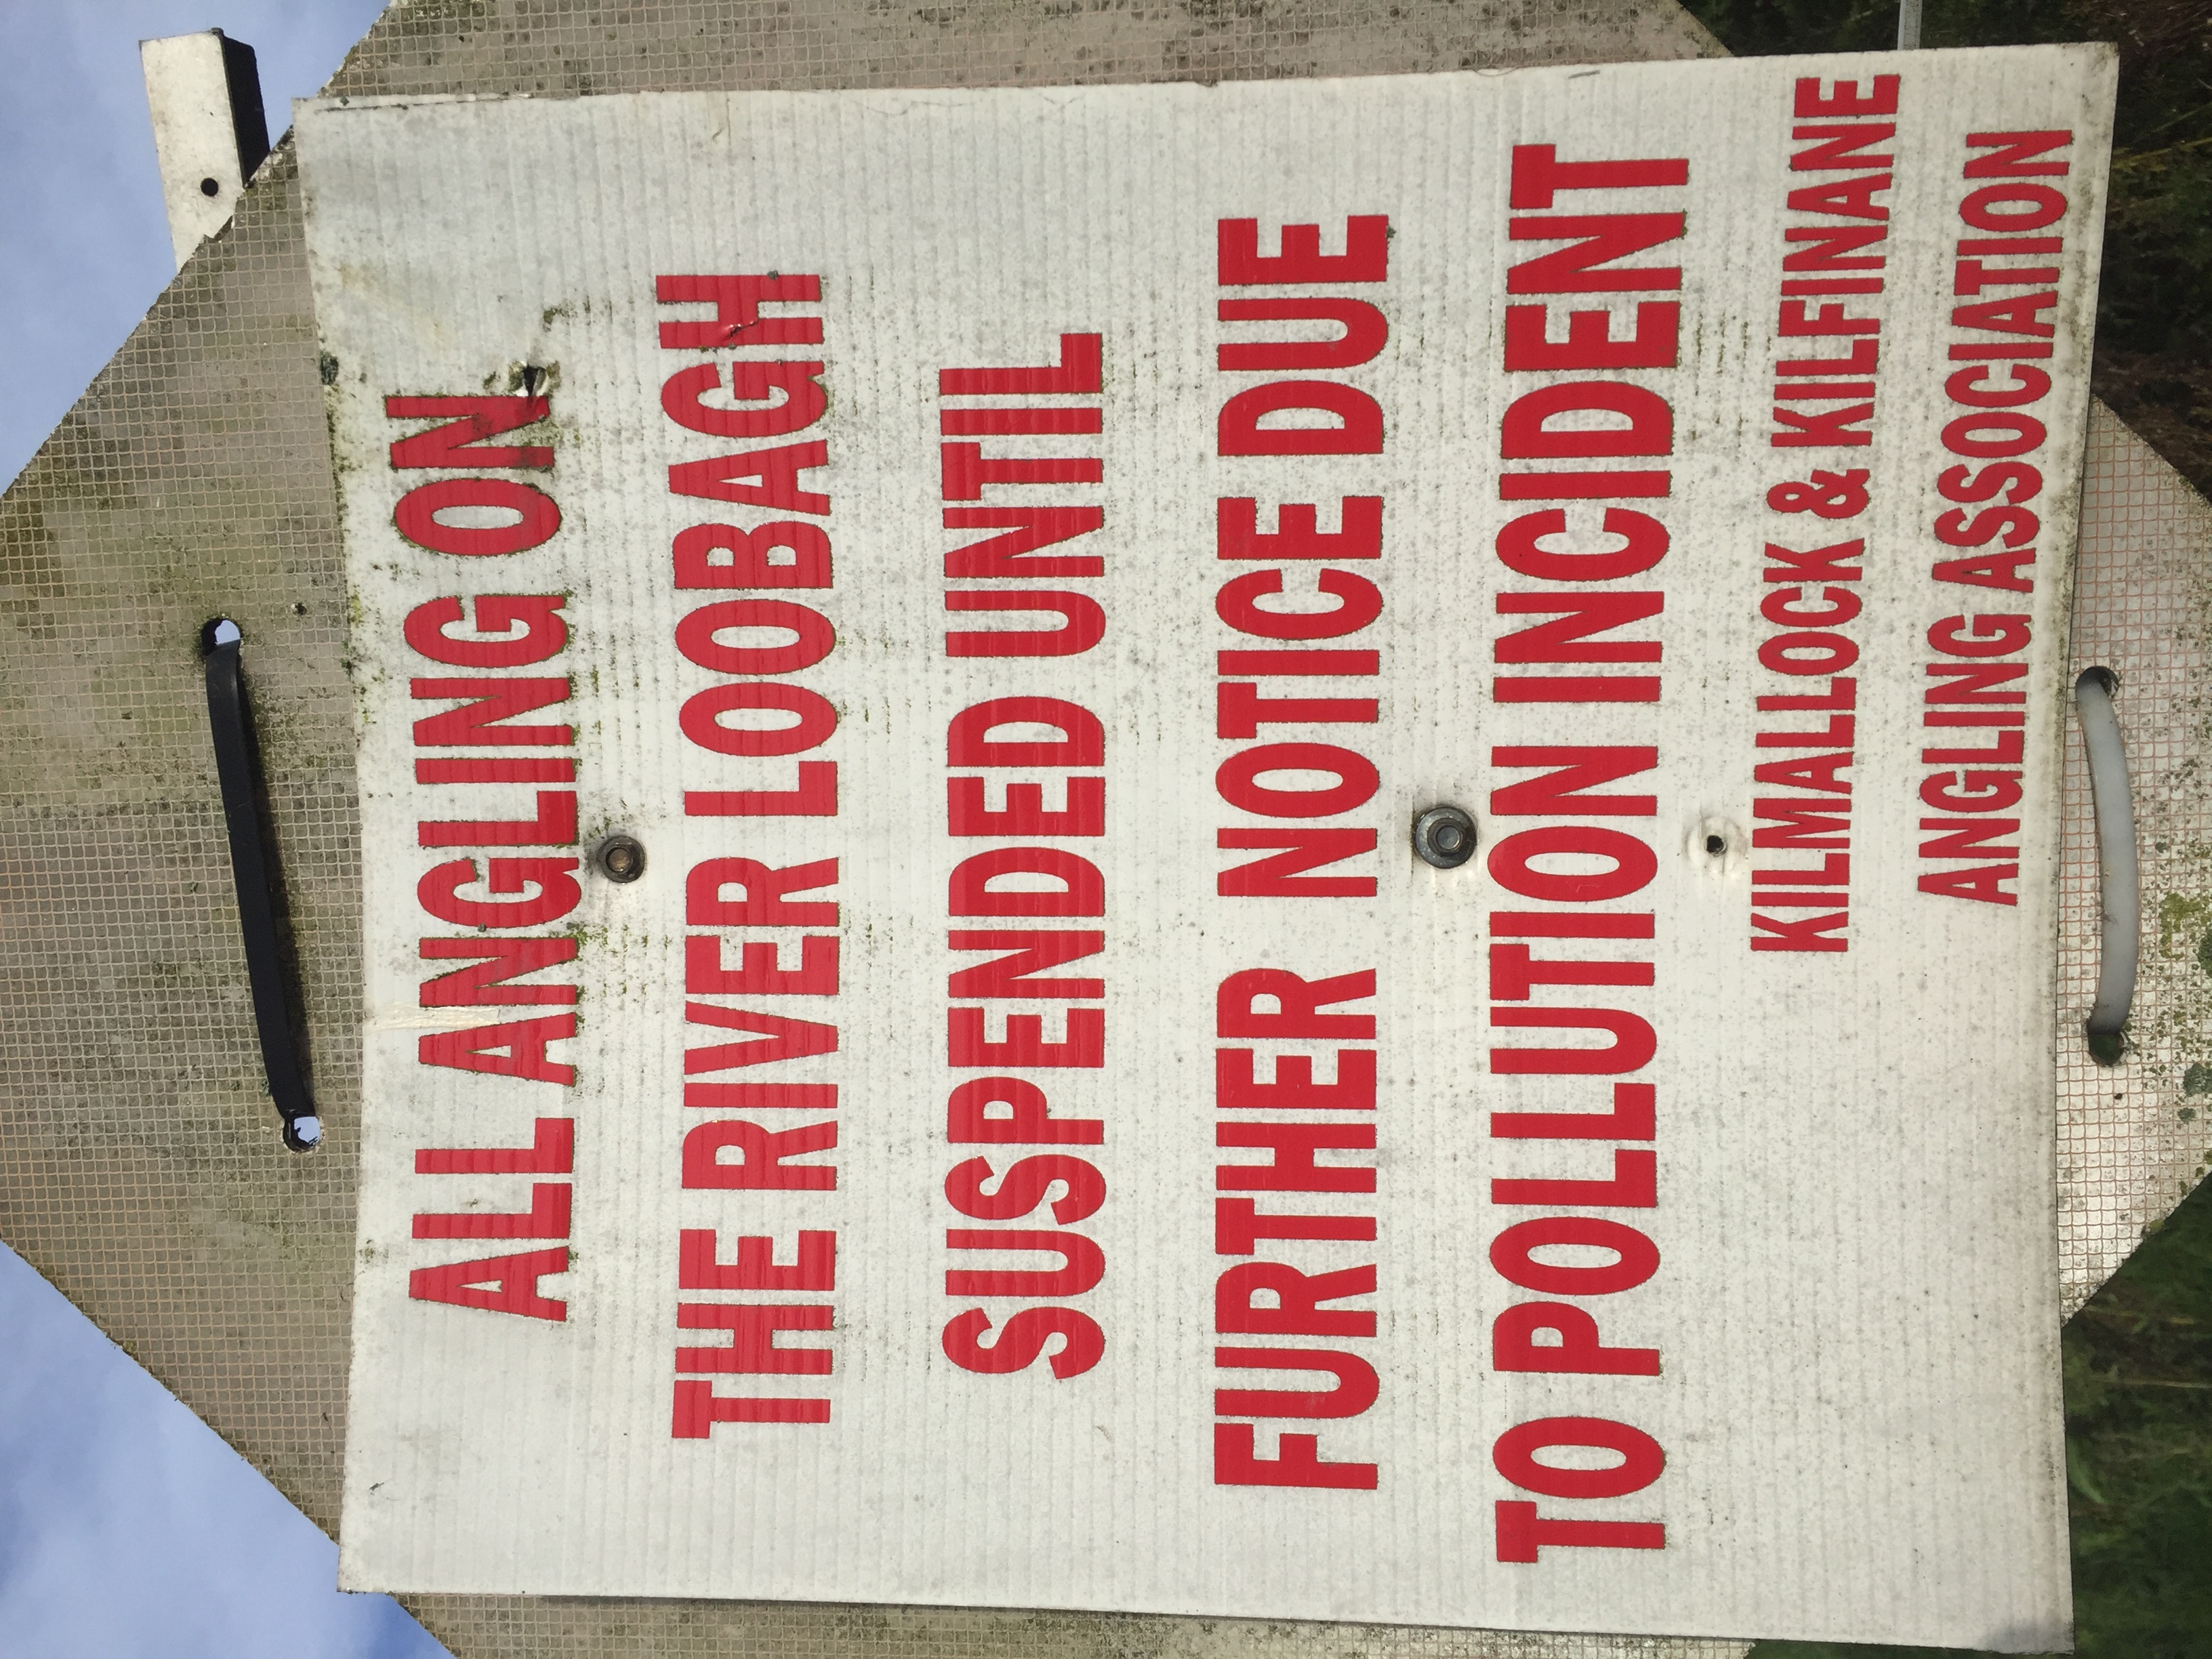 ALL ANGLING ON
THE RIVER LOOBAGH
SUSPENDED UNTIL
FURTHER NOTICE DUE
TO POLLUTION INCIDENT
KILMALLOCK & KILFINANE
ANGLING ASSOCIATION